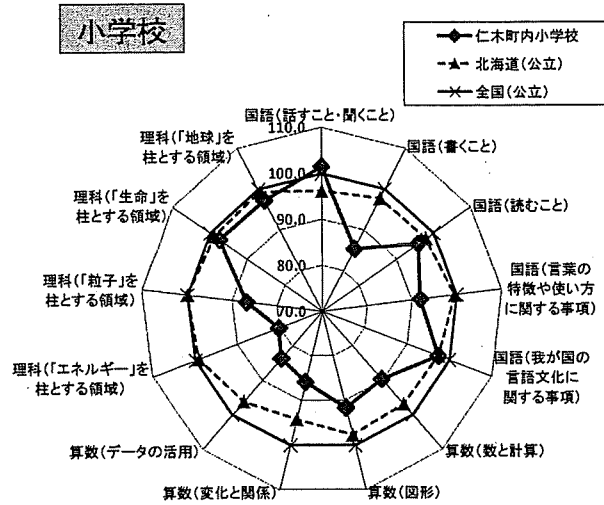 小学校
仁木町内小学校
北海道(公立)
全国(公立)
国語(話すこと・聞くこと)
国語(書くこと)
国語(読むこと)
国語(言葉の
特徴や使い方
に関する事項)
国語(我が国の
言語文化に
関する事項)
算数(数と計算)
算数(図形)
算数(変化と関係)
算数(データの活用)
理科(「エネルギー」を
柱とする領域)
理科(「粒子」を
柱とする領域)
理科(「生命」を
柱とする領域)
理科(「地球」を
柱とする領域)
110.0
100.0
90.0
80.0
70.0